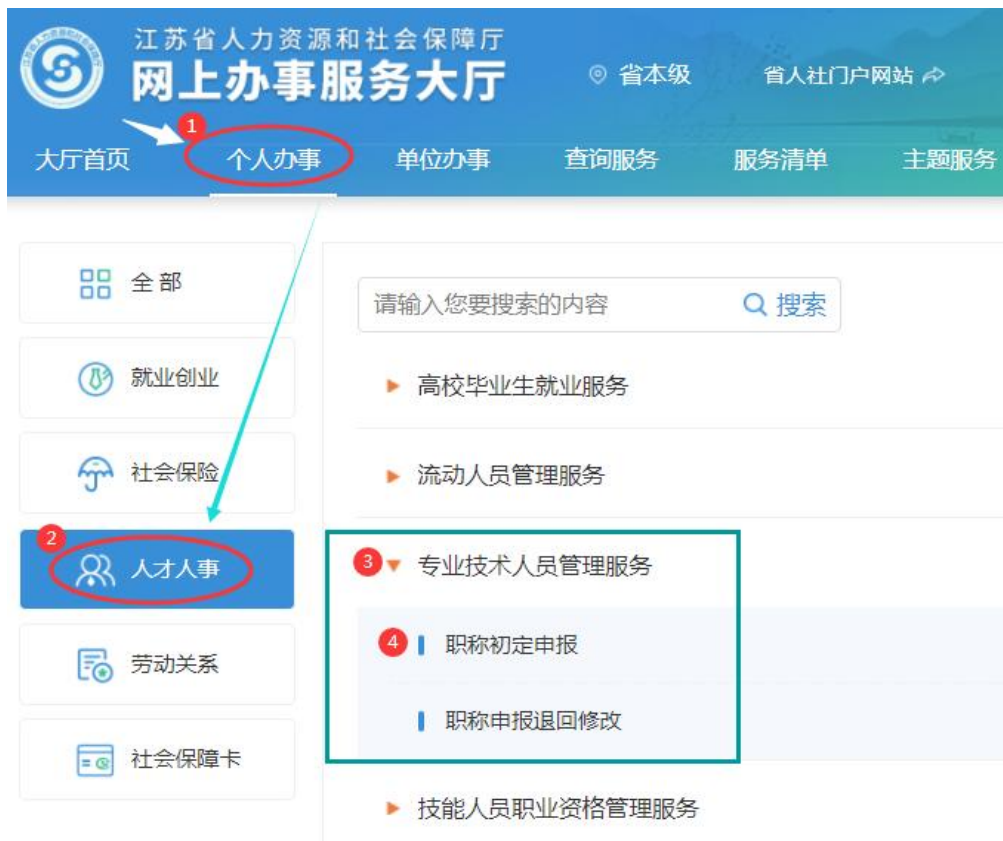 江苏省人力资源和社会保障厅
网上办事服务大厅
省本级
省人社门户网站
1
大厅首页 个人办事 单位办事 查询服务 服务清单 主题服务
全部
请输入您要搜索的内容 搜索
就业创业
高校毕业生就业服务
社会保险
流动人员管理服务
2
人才人事
3 专业技术人员管理服务
4 职称初定申报
劳动关系
职称申报退回修改
社会保障卡
技能人员职业资格管理服务